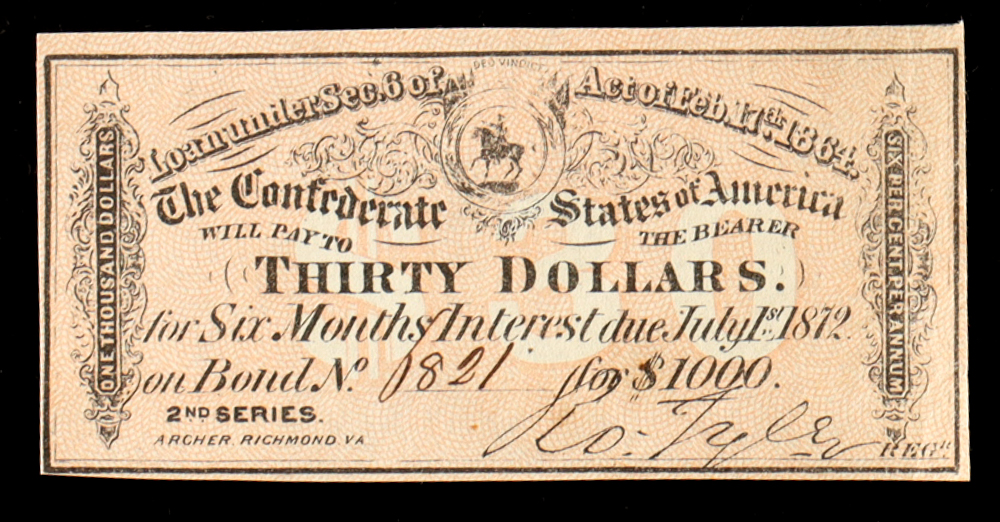 DEO VINDICE
Loan under Sec. 6 of Act of Feb. 17th 1864.
The Confederate States of America
WILL PAY TO THE BEARER
THIRTY DOLLARS.
$30
for Six Months Interest due July 1st 1872
on Bond No. 1821 for $1000.
2ND SERIES.
ARCHER. RICHMOND. VA
Ro. Tyler REGR.
ONE THOUSAND DOLLARS
SIX PER CENT PER ANNUM